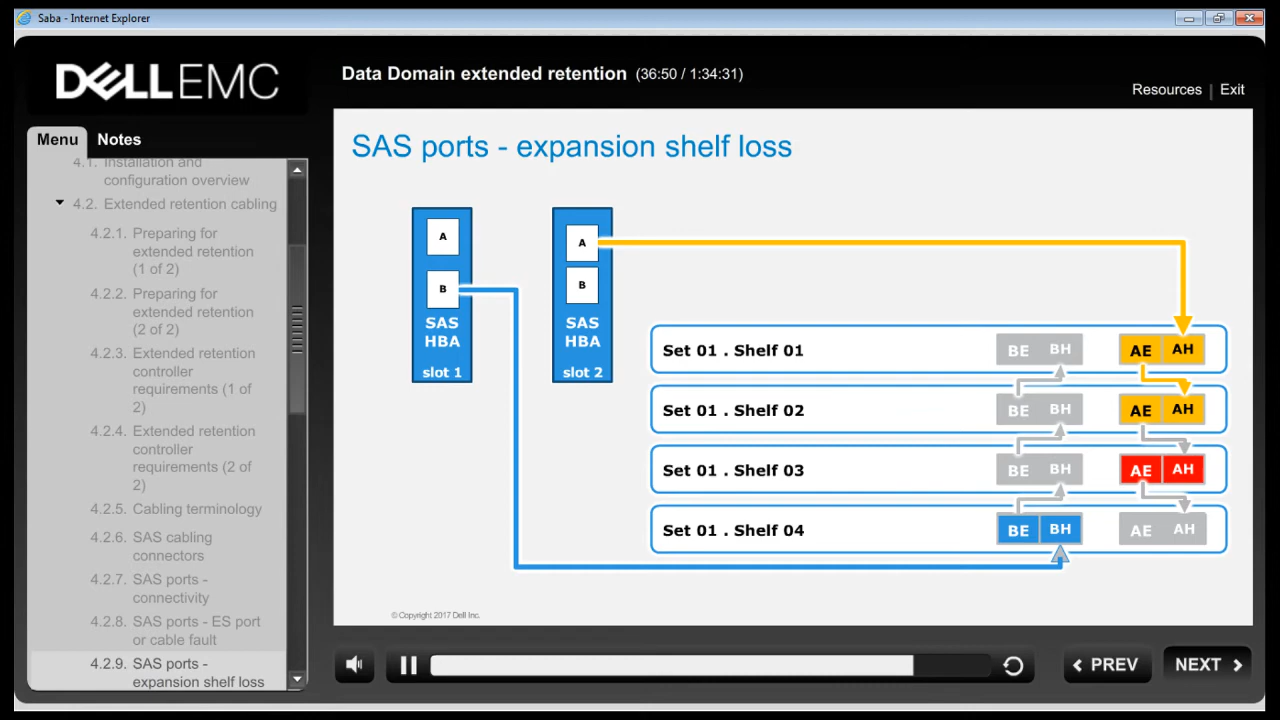 Saba - Internet Explorer
DELLEMC
Data Domain extended retention (36:50 / 1:34:31)
Resources | Exit
Menu
Notes
4.1. Installation and
configuration overview
4.2. Extended retention cabling
4.2.1. Preparing for
extended retention
(1 of 2)
4.2.2. Preparing for
extended retention
(2 of 2)
4.2.3. Extended retention
controller
requirements (1 of
2)
4.2.4. Extended retention
controller
requirements (2 of
2)
4.2.5. Cabling terminology
4.2.6. SAS cabling
connectors
4.2.7. SAS ports -
connectivity
4.2.8. SAS ports - ES port
or cable fault
4.2.9. SAS ports -
expansion shelf loss
SAS ports - expansion shelf loss
A
B
SAS
HBA
slot 1
A
B
SAS
HBA
slot 2
Set 01 . Shelf 01
BE BH AE AH
Set 01 . Shelf 02
BE BH AE AH
Set 01 . Shelf 03
BE BH AE AH
Set 01 . Shelf 04
BE BH AE AH
© Copyright 2017 Dell Inc.
PREV
NEXT